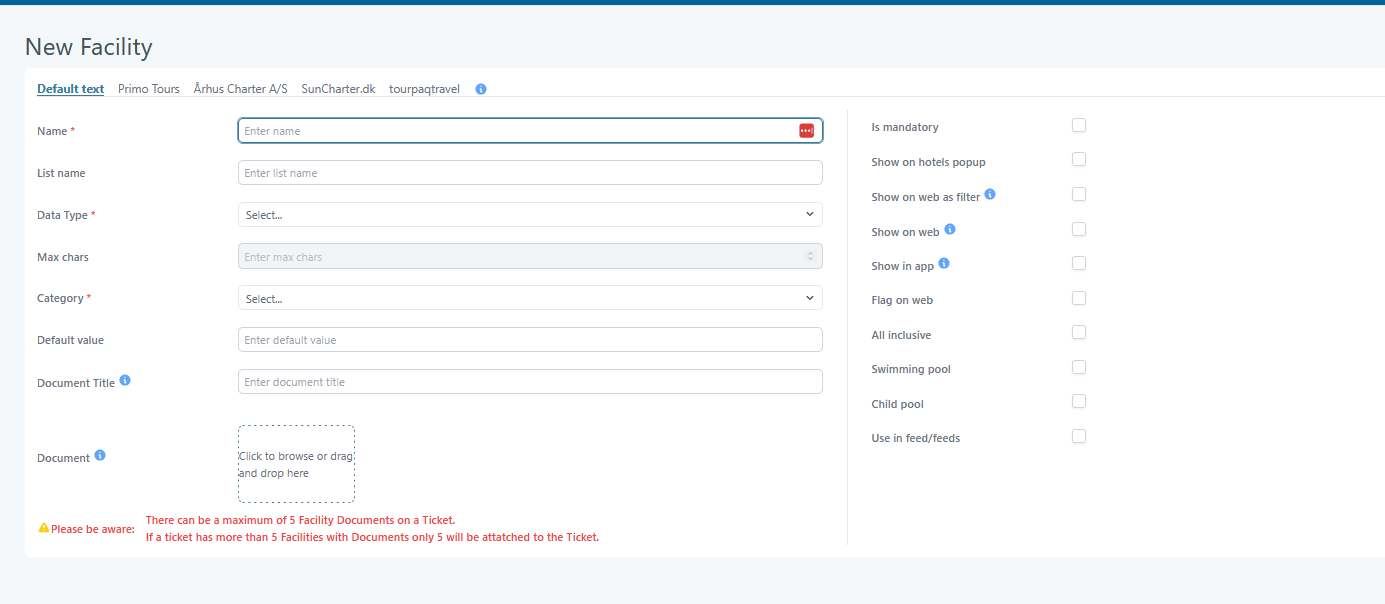 New Facility
Default text Primo Tours Århus Charter A/S SunCharter.dk tourpaqtravel
Name *
Enter name
List name
Enter list name
Data Type *
Select...
Max chars
Enter max chars
Category *
Select...
Default value
Enter default value
Document Title
Enter document title
Document
Click to browse or drag
and drop here
Please be aware:
There can be a maximum of 5 Facility Documents on a Ticket.
If a ticket has more than 5 Facilities with Documents only 5 will be attatched to the Ticket.
Is mandatory
Show on hotels popup
Show on web as filter
Show on web
Show in app
Flag on web
All inclusive
Swimming pool
Child pool
Use in feed/feeds